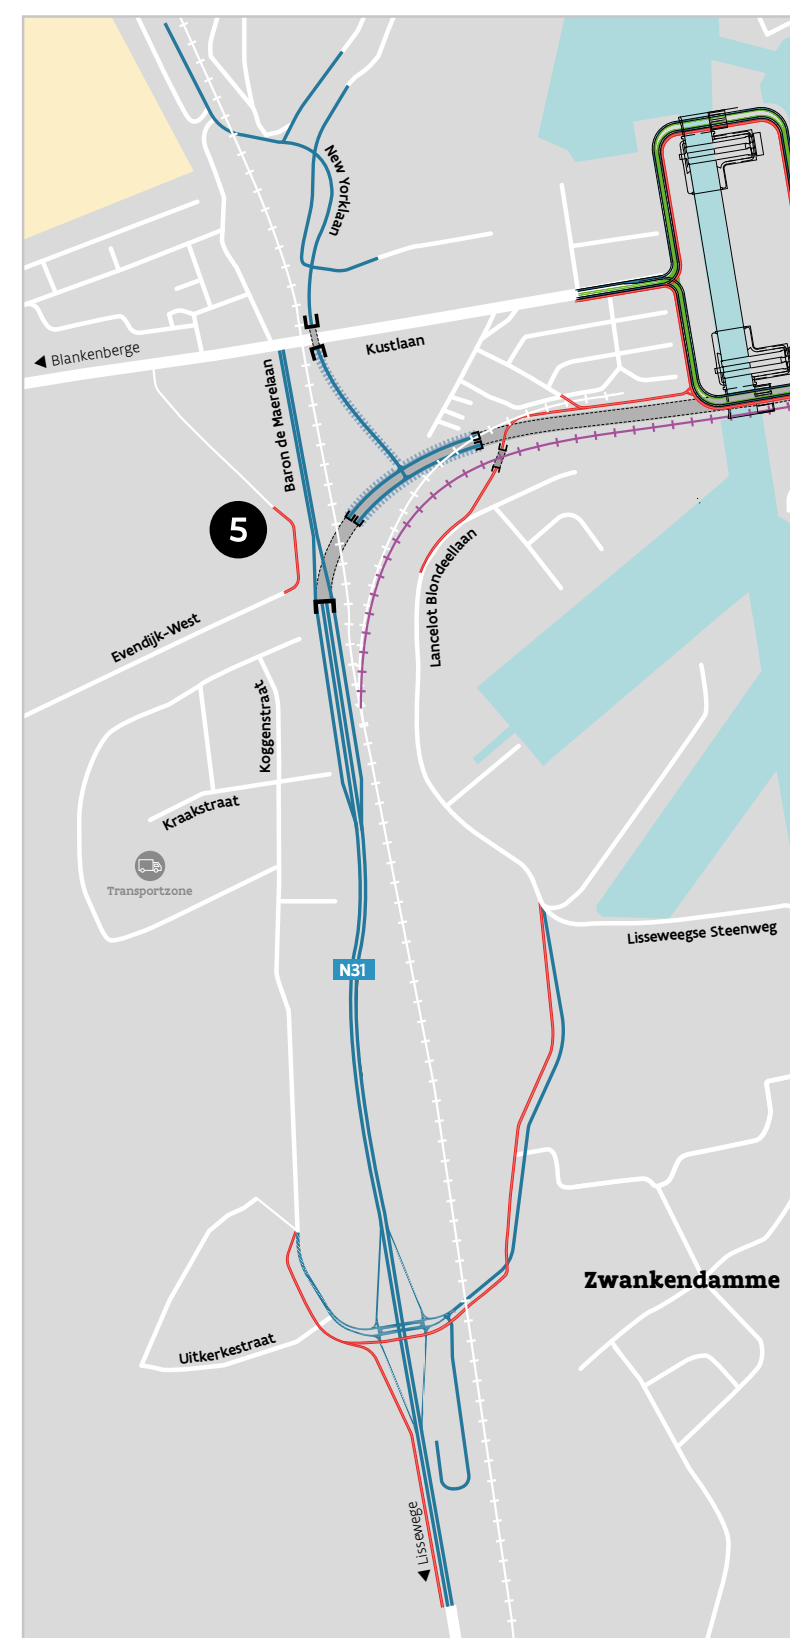 New Yorklaan
Blankenberge
Kustlaan
Baron de Maerelaan
5
Lancelot Blondeellaan
Evendijk-West
Koggenstraat
Kraakstraat
Transportzone
Lisseweegse Steenweg
N31
Zwankendamme
Uitkerkestraat
Lissewege